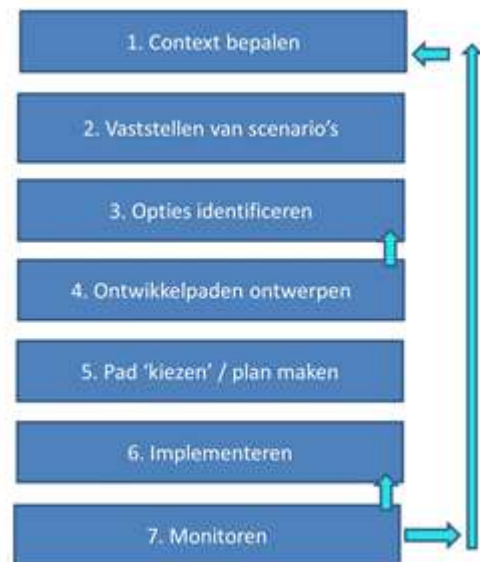 1. Context bepalen
2. Vaststellen van scenario's
3. Opties identificeren
4. Ontwikkelpaden ontwerpen
5. Pad 'kiezen' / plan maken
6. Implementeren
7. Monitoren